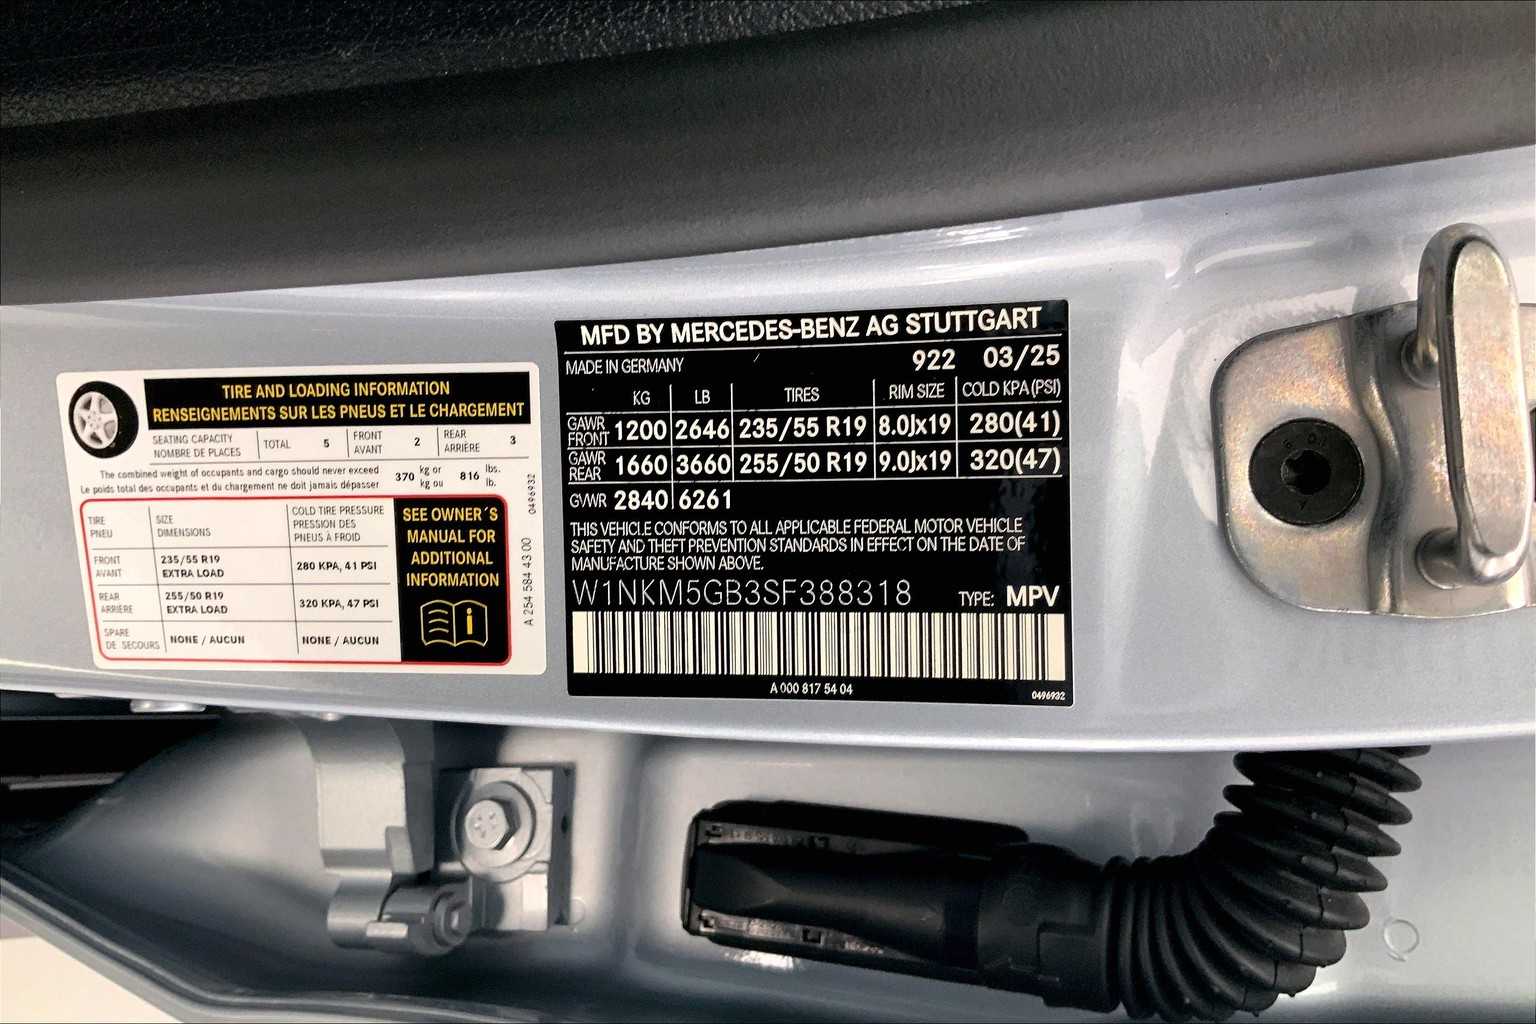 TIRE AND LOADING INFORMATION
RENSEIGNEMENTS SUR LES PNEUS ET LE CHARGEMENT
SEATING CAPACITY
NOMBRE DE PLACES
TOTAL 5
FRONT
AVANT 2
REAR
ARRIÈRE 3
The combined weight of occupants and cargo should never exceed 370 kg or 816 lbs.
Le poids total des occupants et du chargement ne doit jamais dépasser kg ou lb.
TIRE
PNEU
SIZE
DIMENSIONS
COLD TIRE PRESSURE
PRESSION DES
PNEUS À FROID
FRONT
AVANT
235/55 R19
EXTRA LOAD
280 KPA, 41 PSI
REAR
ARRIÈRE
255/50 R19
EXTRA LOAD
320 KPA, 47 PSI
SPARE
DE SECOURS
NONE / AUCUN
NONE / AUCUN
SEE OWNER´S
MANUAL FOR
ADDITIONAL
INFORMATION
i
A 254 584 43 00
0496932
MFD BY MERCEDES-BENZ AG STUTTGART
MADE IN GERMANY 922 03/25
KG LB TIRES RIM SIZE COLD KPA(PSI)
GAWR
FRONT 1200 2646 235/55 R19 8.0Jx19 280(41)
GAWR
REAR 1660 3660 255/50 R19 9.0Jx19 320(47)
GVWR 2840 6261
THIS VEHICLE CONFORMS TO ALL APPLICABLE FEDERAL MOTOR VEHICLE
SAFETY AND THEFT PREVENTION STANDARDS IN EFFECT ON THE DATE OF
MANUFACTURE SHOWN ABOVE.
W1NKM5GB3SF388318 TYPE: MPV
A 000 817 54 04
0496932